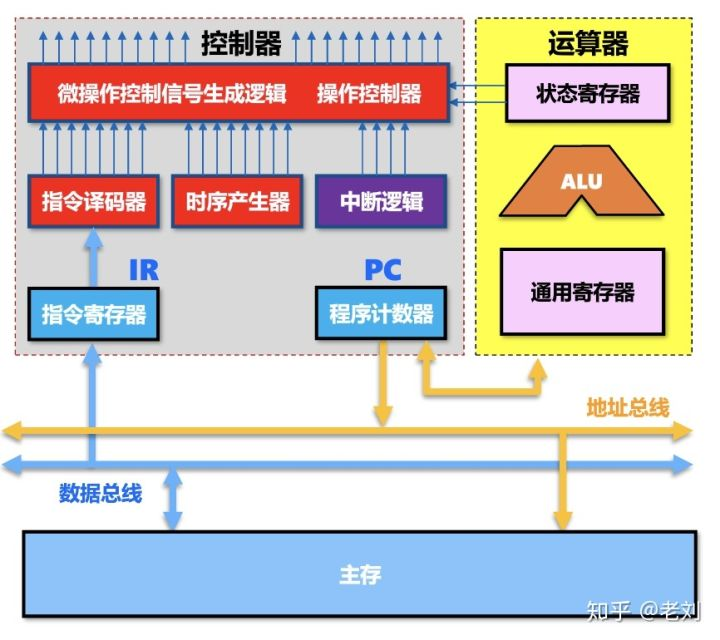 控制器
运算器
微操作控制信号生成逻辑 操作控制器
状态寄存器
指令译码器
时序产生器
中断逻辑
ALU
IR
PC
指令寄存器
程序计数器
通用寄存器
地址总线
数据总线
主存
知乎 @老刘